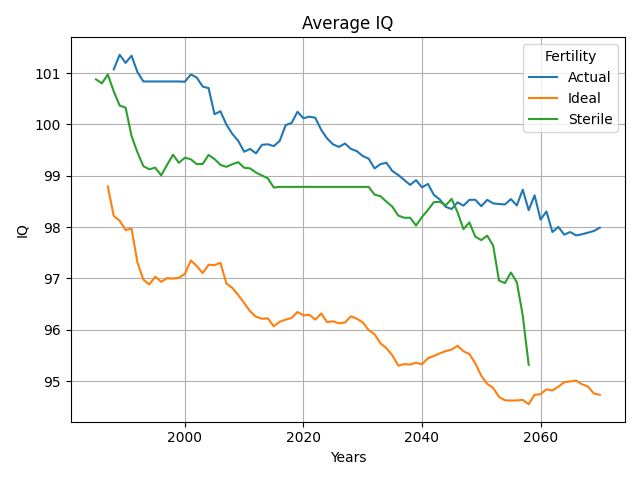 Average IQ
Fertility
Actual
Ideal
Sterile
101
100
99
98
97
96
95
IQ
2000 2020 2040 2060
Years